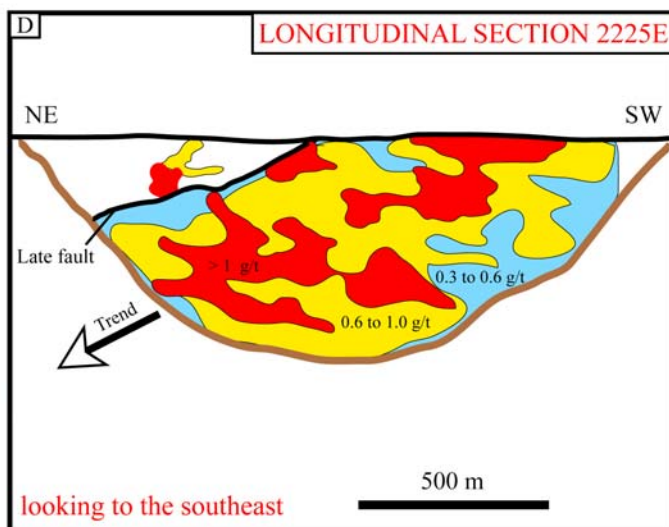 D
LONGITUDINAL SECTION 2225E
NE
SW
Late fault
> 1 g/t
0.3 to 0.6 g/t
0.6 to 1.0 g/t
Trend
500 m
looking to the southeast